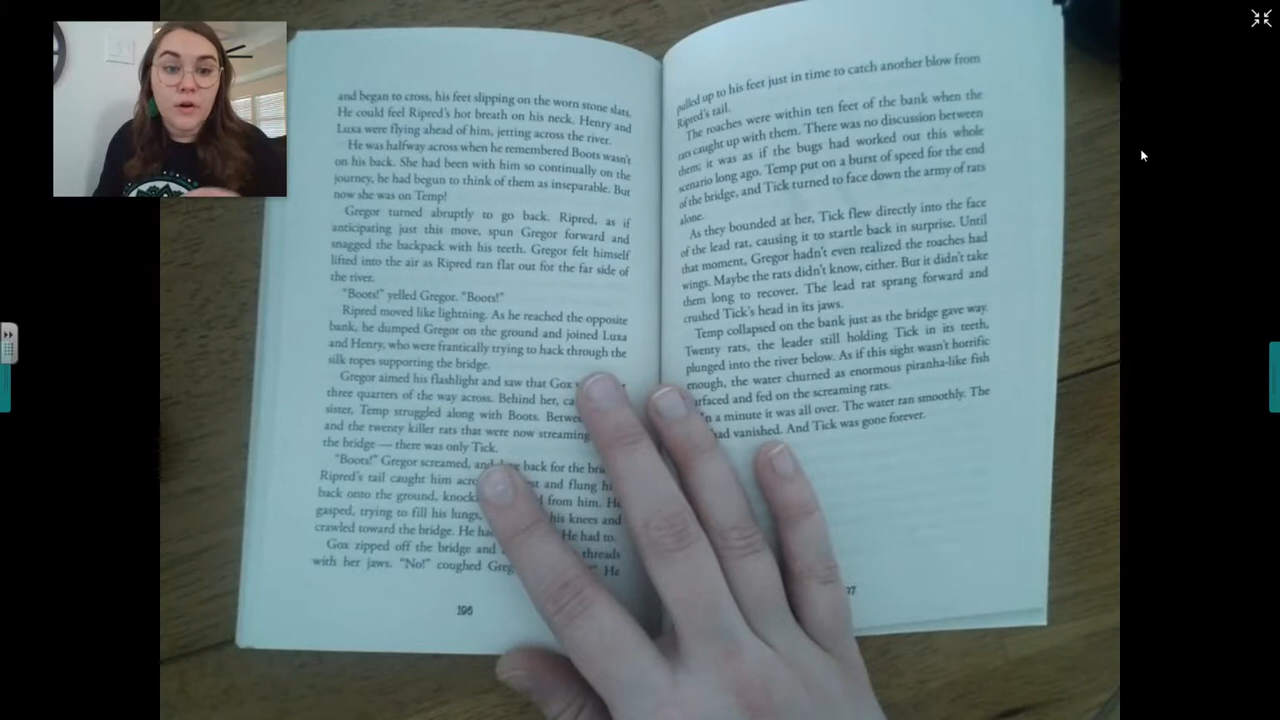 and began to cross, his feet slipping on the worn stone slats.
He could feel Ripred's hot breath on his neck. Henry and
Luxa were flying ahead of him, jetting across the river.
He was halfway across when he remembered Boots wasn't
on his back. She had been with him so continually on the
journey, he had begun to think of them as inseparable. But
now she was on Temp!
Gregor turned abruptly to go back. Ripred, as if
anticipating just this move, spun Gregor forward and
snagged the backpack with his teeth. Gregor felt himself
lifted into the air as Ripred ran flat out for the far side of
the river.
"Boots!" yelled Gregor. "Boots!"
Ripred moved like lightning. As he reached the opposite
bank, he dumped Gregor on the ground and joined Luxa
and Henry, who were frantically trying to hack through the
silk ropes supporting the bridge.
Gregor aimed his flashlight and saw that Gox
three quarters of the way across. Behind her,
sister, Temp struggled along with Boots.
and the twenty killer rats that were now streaming
the bridge — there was only Tick.
"Boots!" Gregor screamed, and back for the
Ripred's tail caught him and flung
back onto the ground, from him. He
gasped, trying to fill his lungs, his knees and
crawled toward the bridge. He He had to.
Gox zipped off the bridge and threads
with her jaws. "No!" coughed He
196
pulled up to his feet just in time to catch another blow from
Ripred's tail.
The roaches were within ten feet of the bank when the
rats caught up with them. There was no discussion between
them; it was as if the bugs had worked out this whole
scenario long ago. Temp put on a burst of speed for the end
of the bridge, and Tick turned to face down the army of rats
alone.
As they bounded at her, Tick flew directly into the face
of the lead rat, causing it to startle back in surprise. Until
that moment, Gregor hadn't even realized the roaches had
wings. Maybe the rats didn't know, either. But it didn't take
them long to recover. The lead rat sprang forward and
crushed Tick's head in its jaws.
Temp collapsed on the bank just as the bridge gave way.
Twenty rats, the leader still holding Tick in its teeth,
plunged into the river below. As if this sight wasn't horrific
enough, the water churned as enormous piranha-like fish
surfaced and fed on the screaming rats.
In a minute it was all over. The water ran smoothly. The
had vanished. And Tick was gone forever.